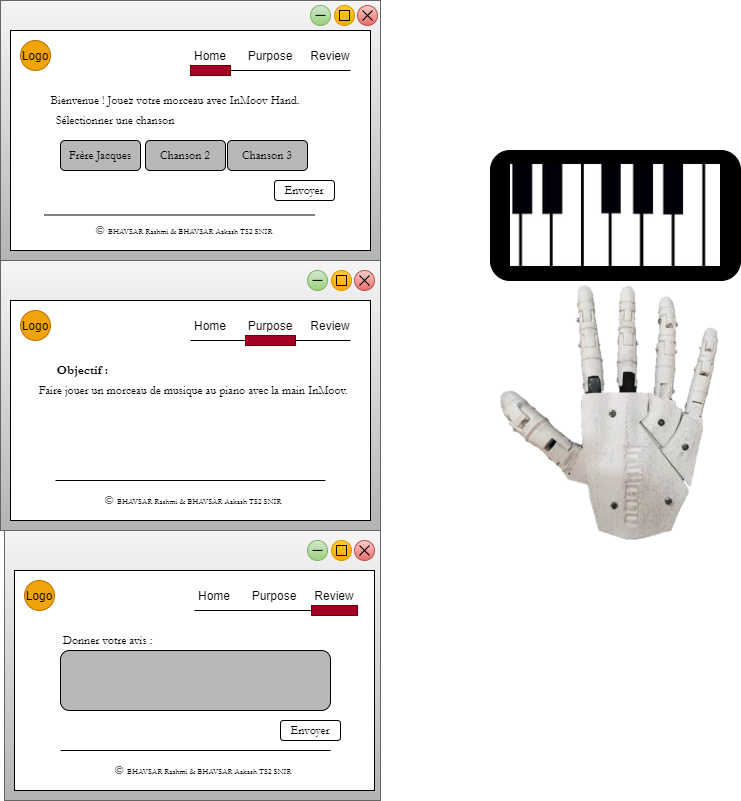 Logo
Home Purpose Review
Bienvenue ! Jouez votre morceau avec InMoov Hand.
Sélectionner une chanson
Frère Jacques Chanson 2 Chanson 3
Envoyer
© BHAVSAR Rashmi & BHAVSAR Aakash TS2 SNIR
Logo
Home Purpose Review
Objectif :
Faire jouer un morceau de musique au piano avec la main InMoov.
© BHAVSAR Rashmi & BHAVSAR Aakash TS2 SNIR
Logo
Home Purpose Review
Donner votre avis :
Envoyer
© BHAVSAR Rashmi & BHAVSAR Aakash TS2 SNIR
InMoov